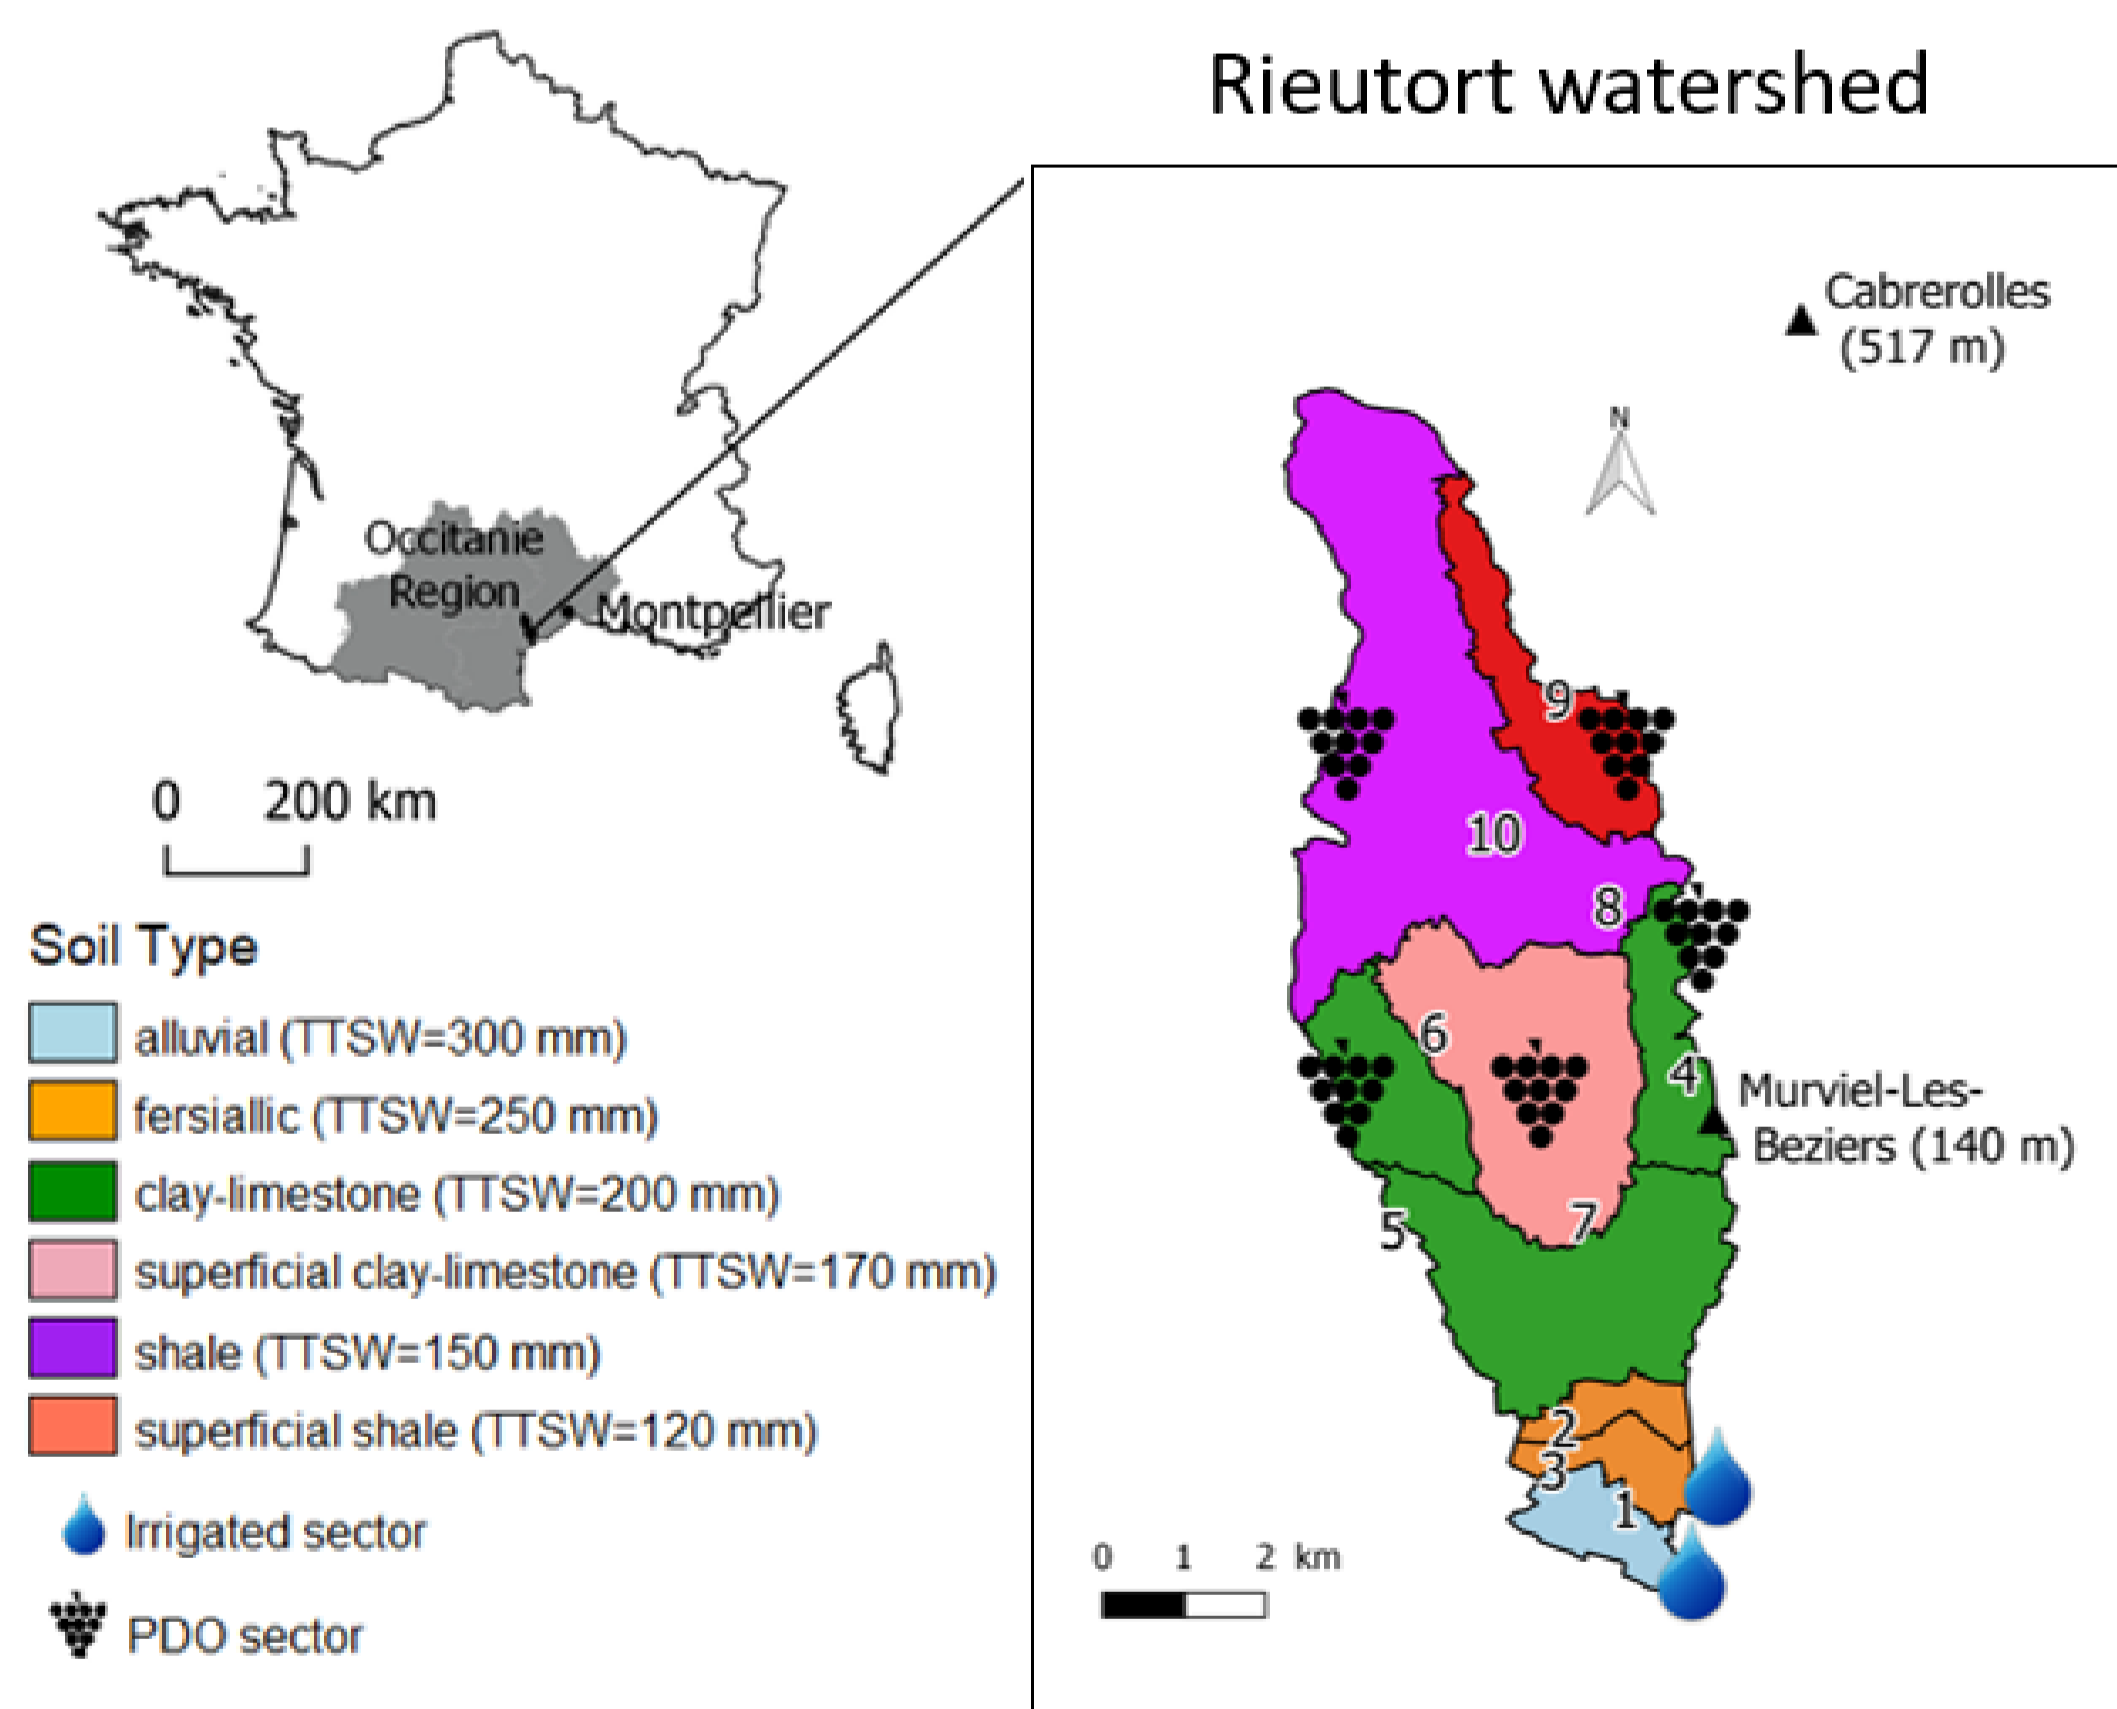 Rieutort watershed
Cabrerolles
(517 m)
N
Occitanie
Region
Montpellier
0 200 km
9
10
8
6
4
Murviel-Les-
Beziers (140 m)
7
5
2
3
1
0 1 2 km
Soil Type
alluvial (TTSW=300 mm)
fersiallic (TTSW=250 mm)
clay-limestone (TTSW=200 mm)
superficial clay-limestone (TTSW=170 mm)
shale (TTSW=150 mm)
superficial shale (TTSW=120 mm)
Irrigated sector
PDO sector